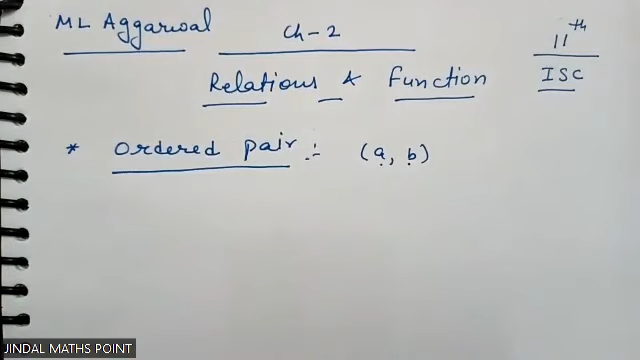 ML Aggarwal Ch-2 11th
Relations & Function ISC
* Ordered pair :- (a, b)
JINDAL MATHS POINT